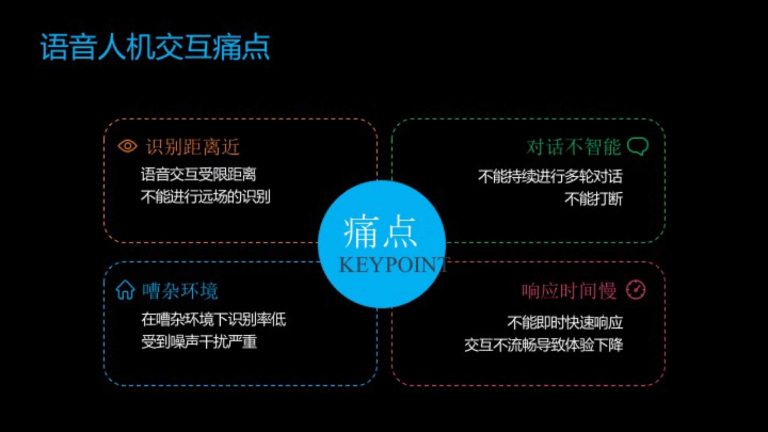 语音人机交互痛点
识别距离近
语音交互受限距离
不能进行远场的识别
对话不智能
不能持续进行多轮对话
不能打断
痛点
KEYPOINT
嘈杂环境
在嘈杂环境下识别率低
受到噪声干扰严重
响应时间慢
不能即时快速响应
交互不流畅导致体验下降